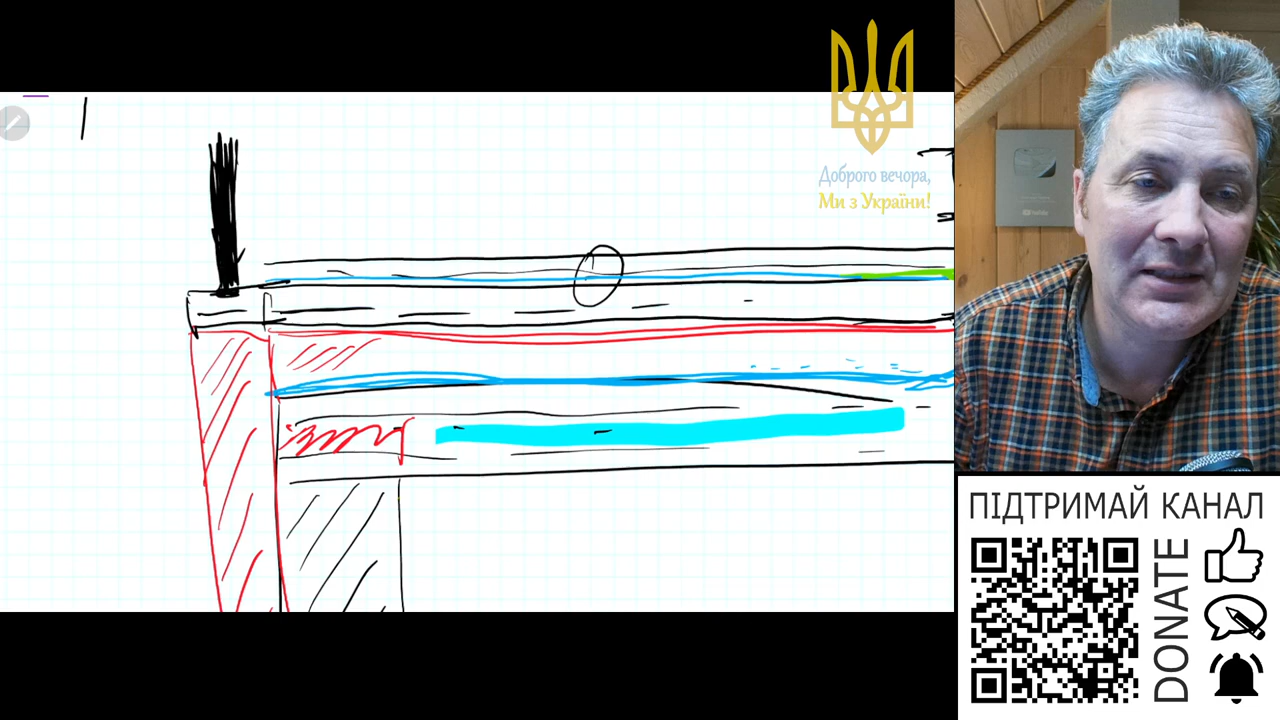 Доброго вечора,
Ми з України!
ПІДТРИМАЙ КАНАЛ
DONATE